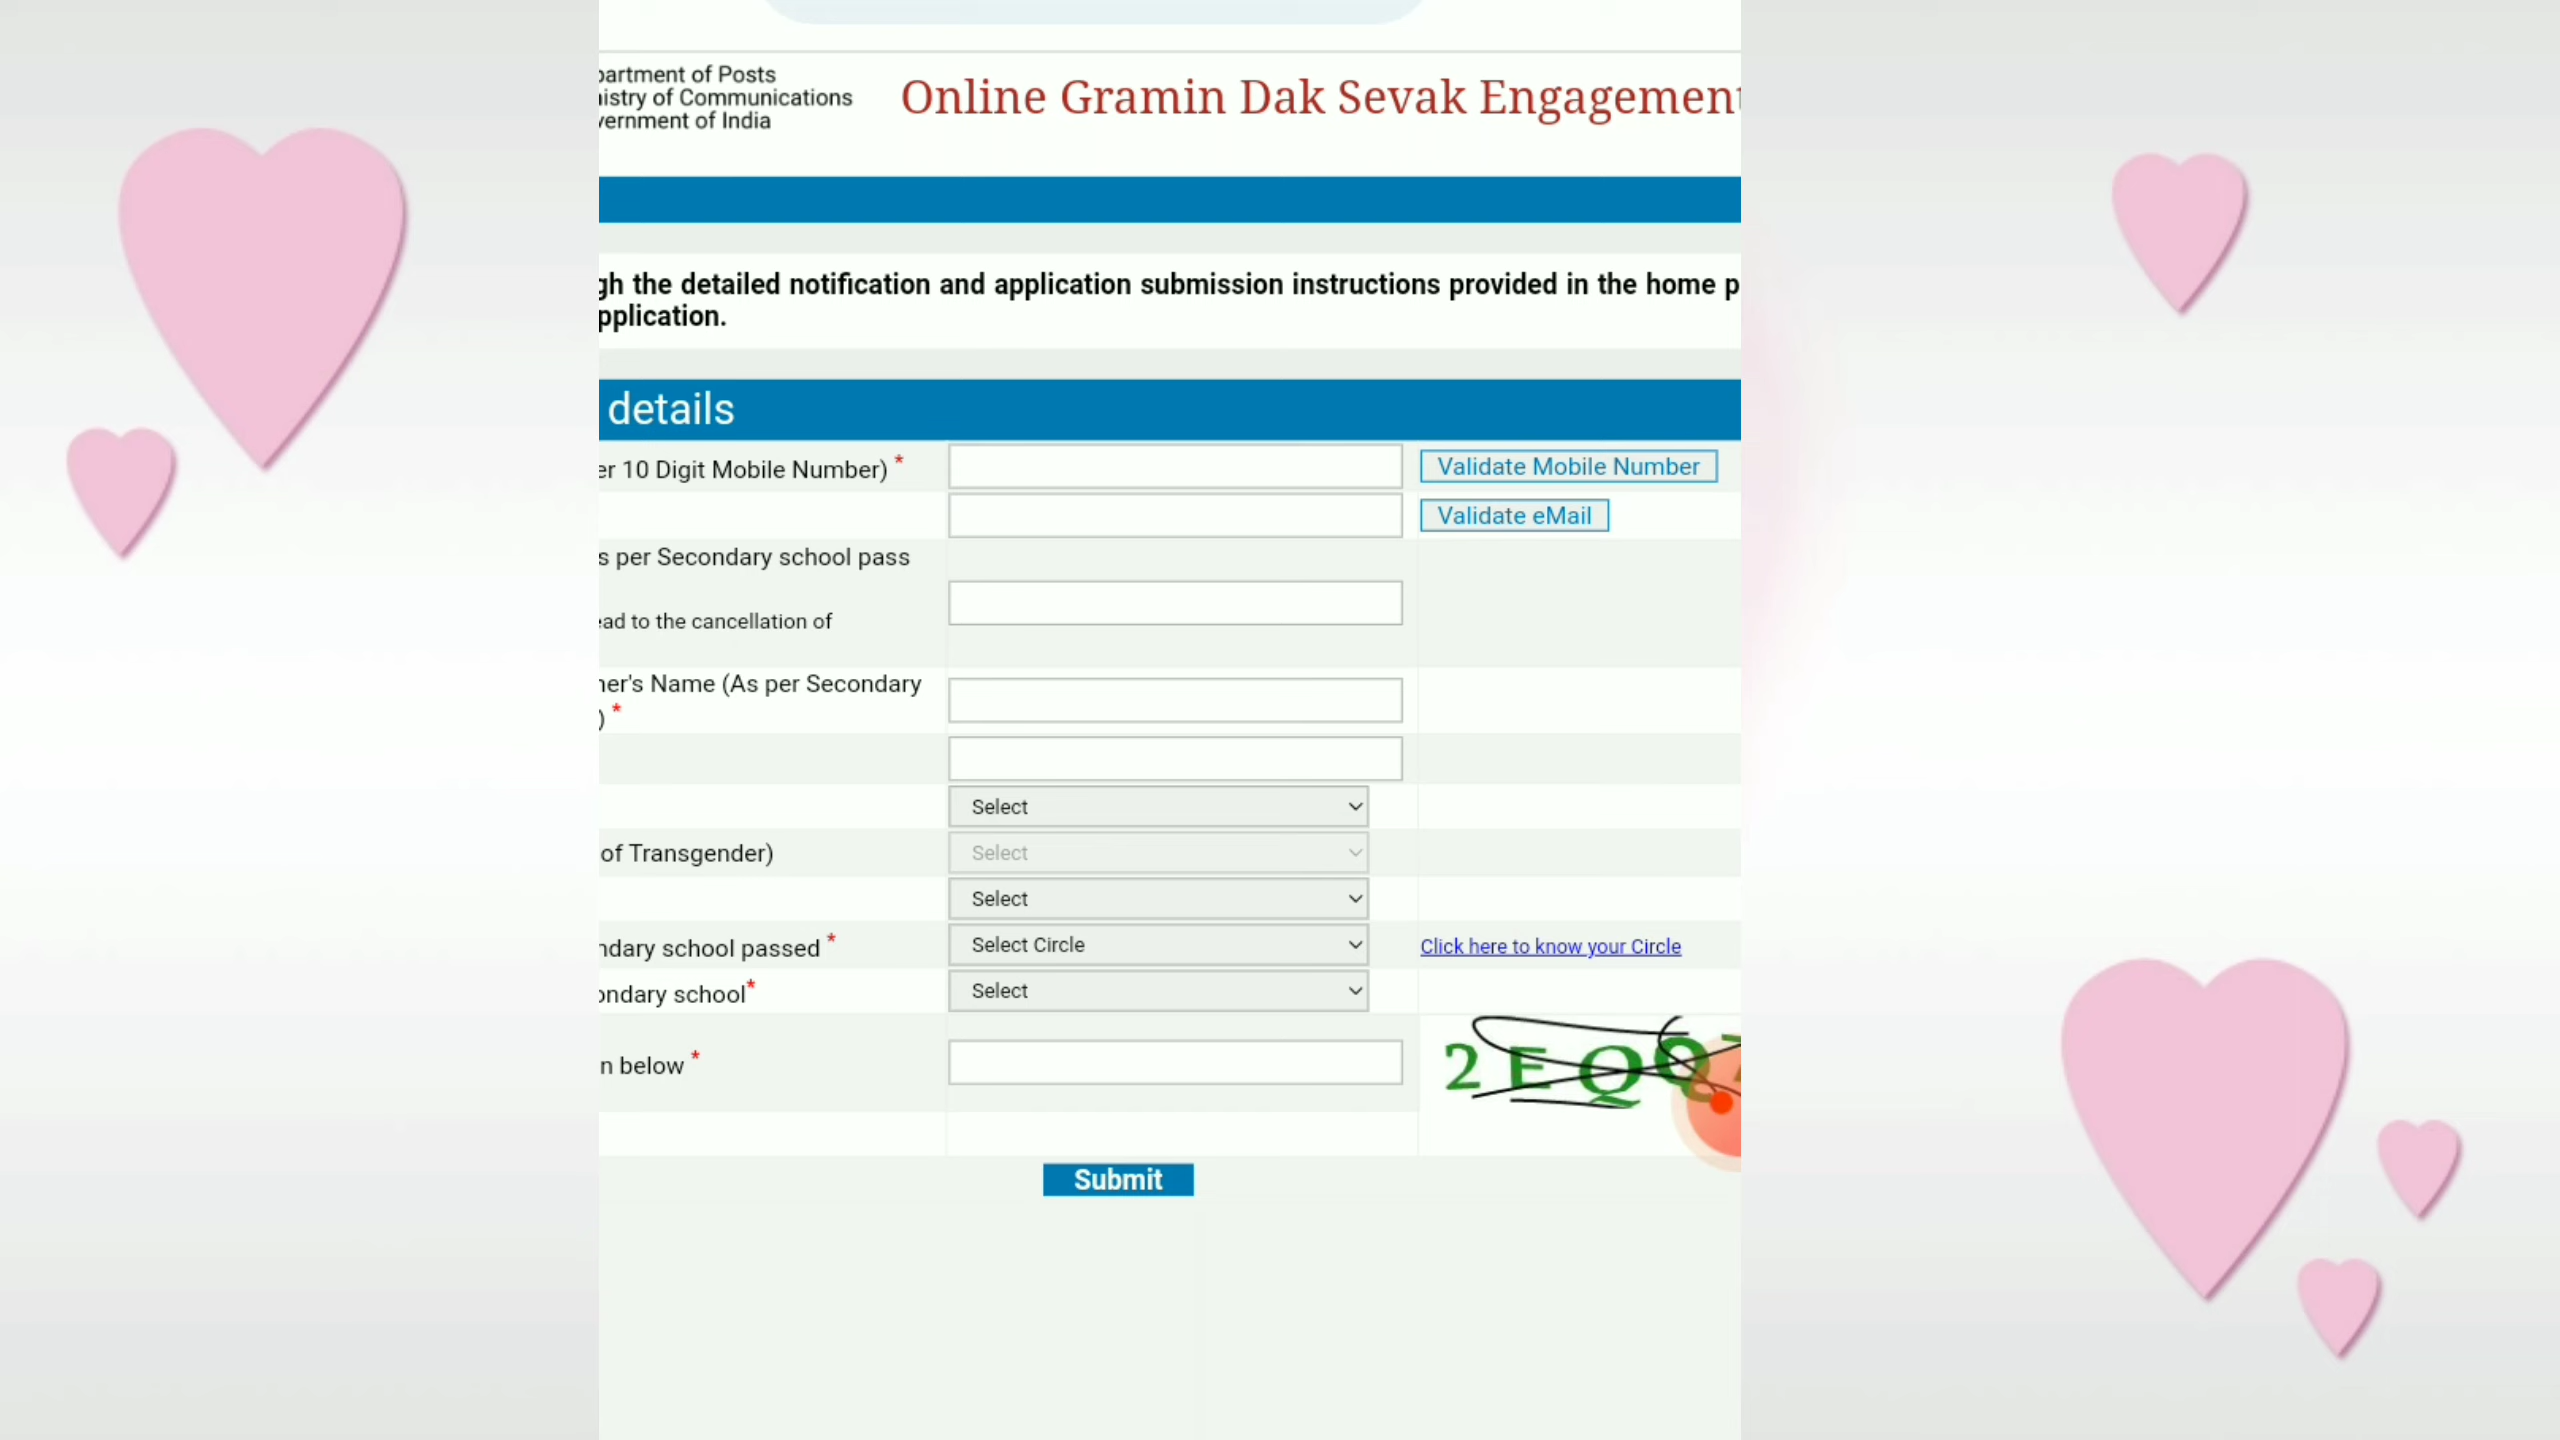 partment of Posts
istry of Communications
vernment of India
Online Gramin Dak Sevak Engagement
gh the detailed notification and application submission instructions provided in the home p
pplication.
details
er 10 Digit Mobile Number) *
Validate Mobile Number
Validate eMail
s per Secondary school pass
ead to the cancellation of
her's Name (As per Secondary
) *
Select
of Transgender)
Select
Select
ndary school passed *
Select Circle
Click here to know your Circle
ondary school*
Select
n below *
2EQQ
Submit